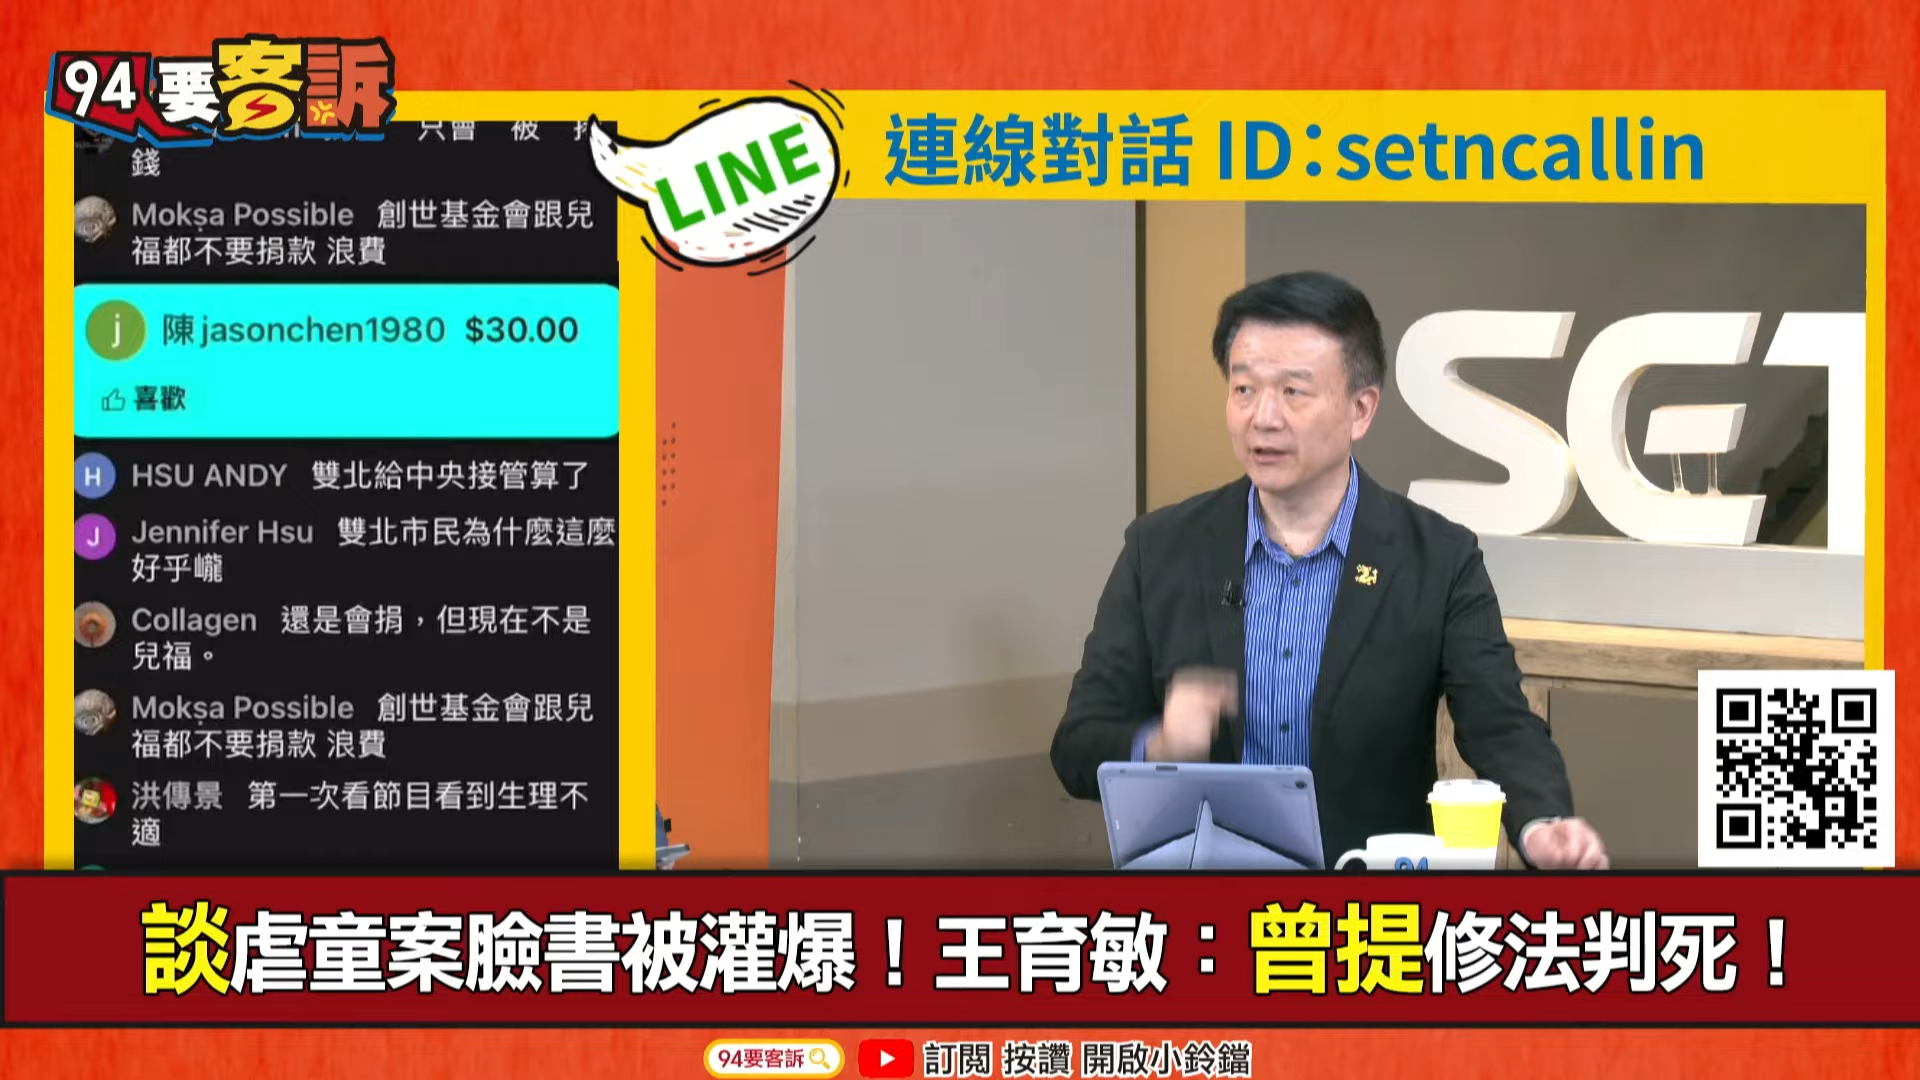 94要客訴
LINE
連線對話 ID:setncallin
只會 被
錢
Mokṣa Possible 創世基金會跟兒
福都不要捐款 浪費
j 陳jasonchen1980 $30.00
喜歡
H HSU ANDY 雙北給中央接管算了
J Jennifer Hsu 雙北市民為什麼這麼
好乎巄
Collagen 還是會捐，但現在不是
兒福。
Mokṣa Possible 創世基金會跟兒
福都不要捐款 浪費
洪傳景 第一次看節目看到生理不
適
SET
94
談虐童案臉書被灌爆！王育敏：曾提修法判死！
94要客訴 訂閱 按讚 開啟小鈴鐺